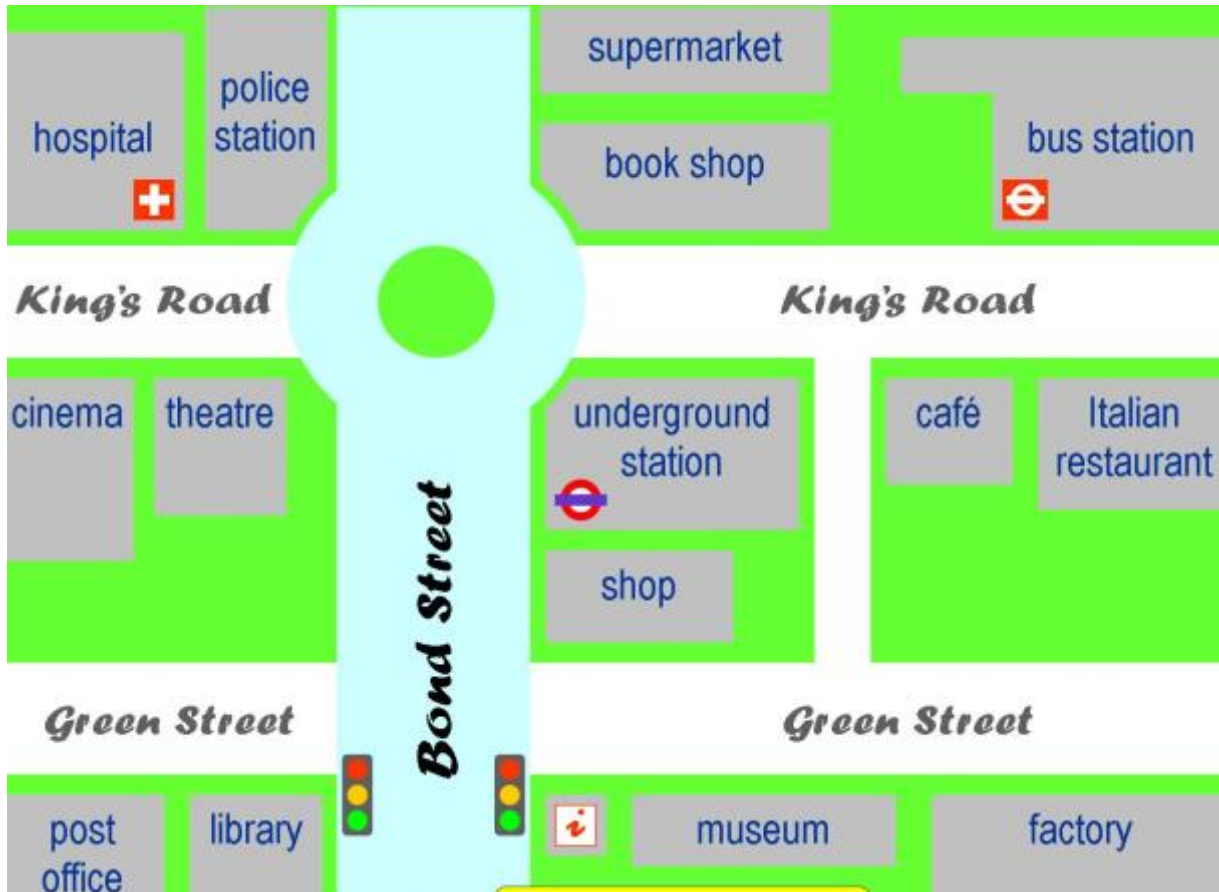 supermarket
police
station
hospital
book shop
bus station
King's Road
King's Road
cinema
theatre
underground
station
café
Italian
restaurant
shop
Bond Street
Green Street
Green Street
post
office
library
i
museum
factory